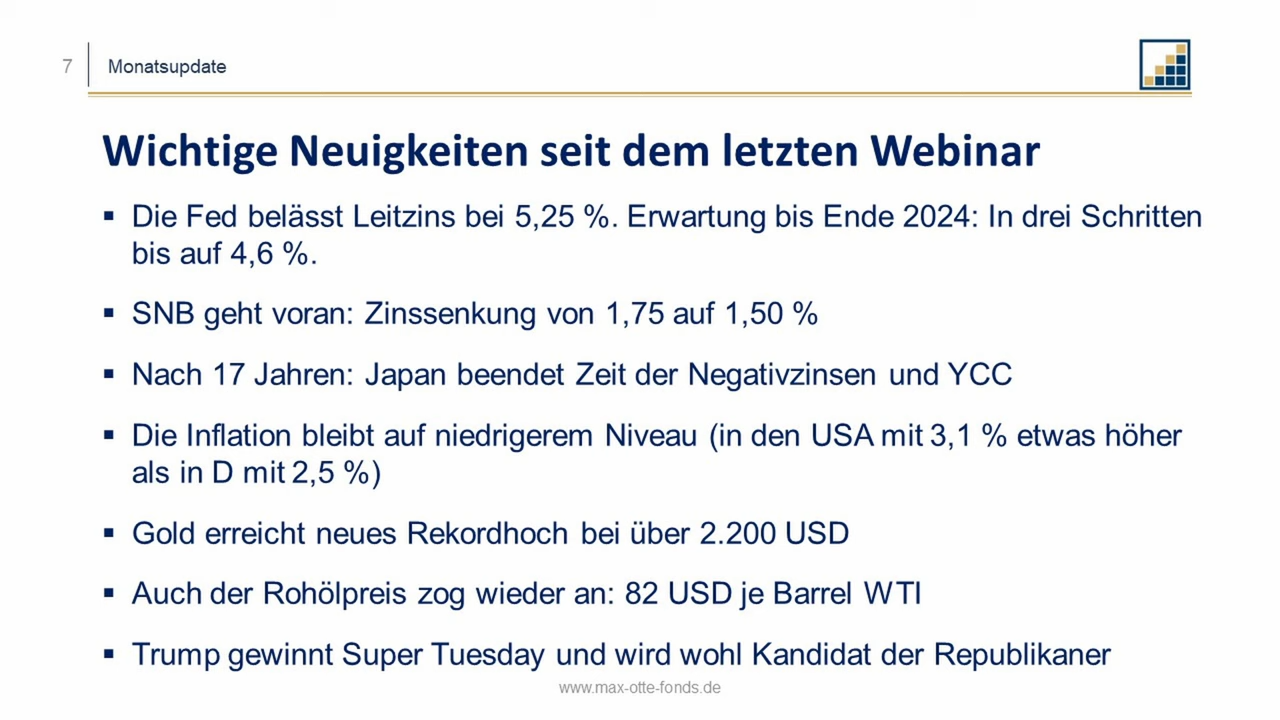 7
Monatsupdate
Wichtige Neuigkeiten seit dem letzten Webinar
▪ Die Fed belässt Leitzins bei 5,25 %. Erwartung bis Ende 2024: In drei Schritten
bis auf 4,6 %.
▪ SNB geht voran: Zinssenkung von 1,75 auf 1,50 %
▪ Nach 17 Jahren: Japan beendet Zeit der Negativzinsen und YCC
▪ Die Inflation bleibt auf niedrigerem Niveau (in den USA mit 3,1 % etwas höher
als in D mit 2,5 %)
▪ Gold erreicht neues Rekordhoch bei über 2.200 USD
▪ Auch der Rohölpreis zog wieder an: 82 USD je Barrel WTI
▪ Trump gewinnt Super Tuesday und wird wohl Kandidat der Republikaner
www.max-otte-fonds.de